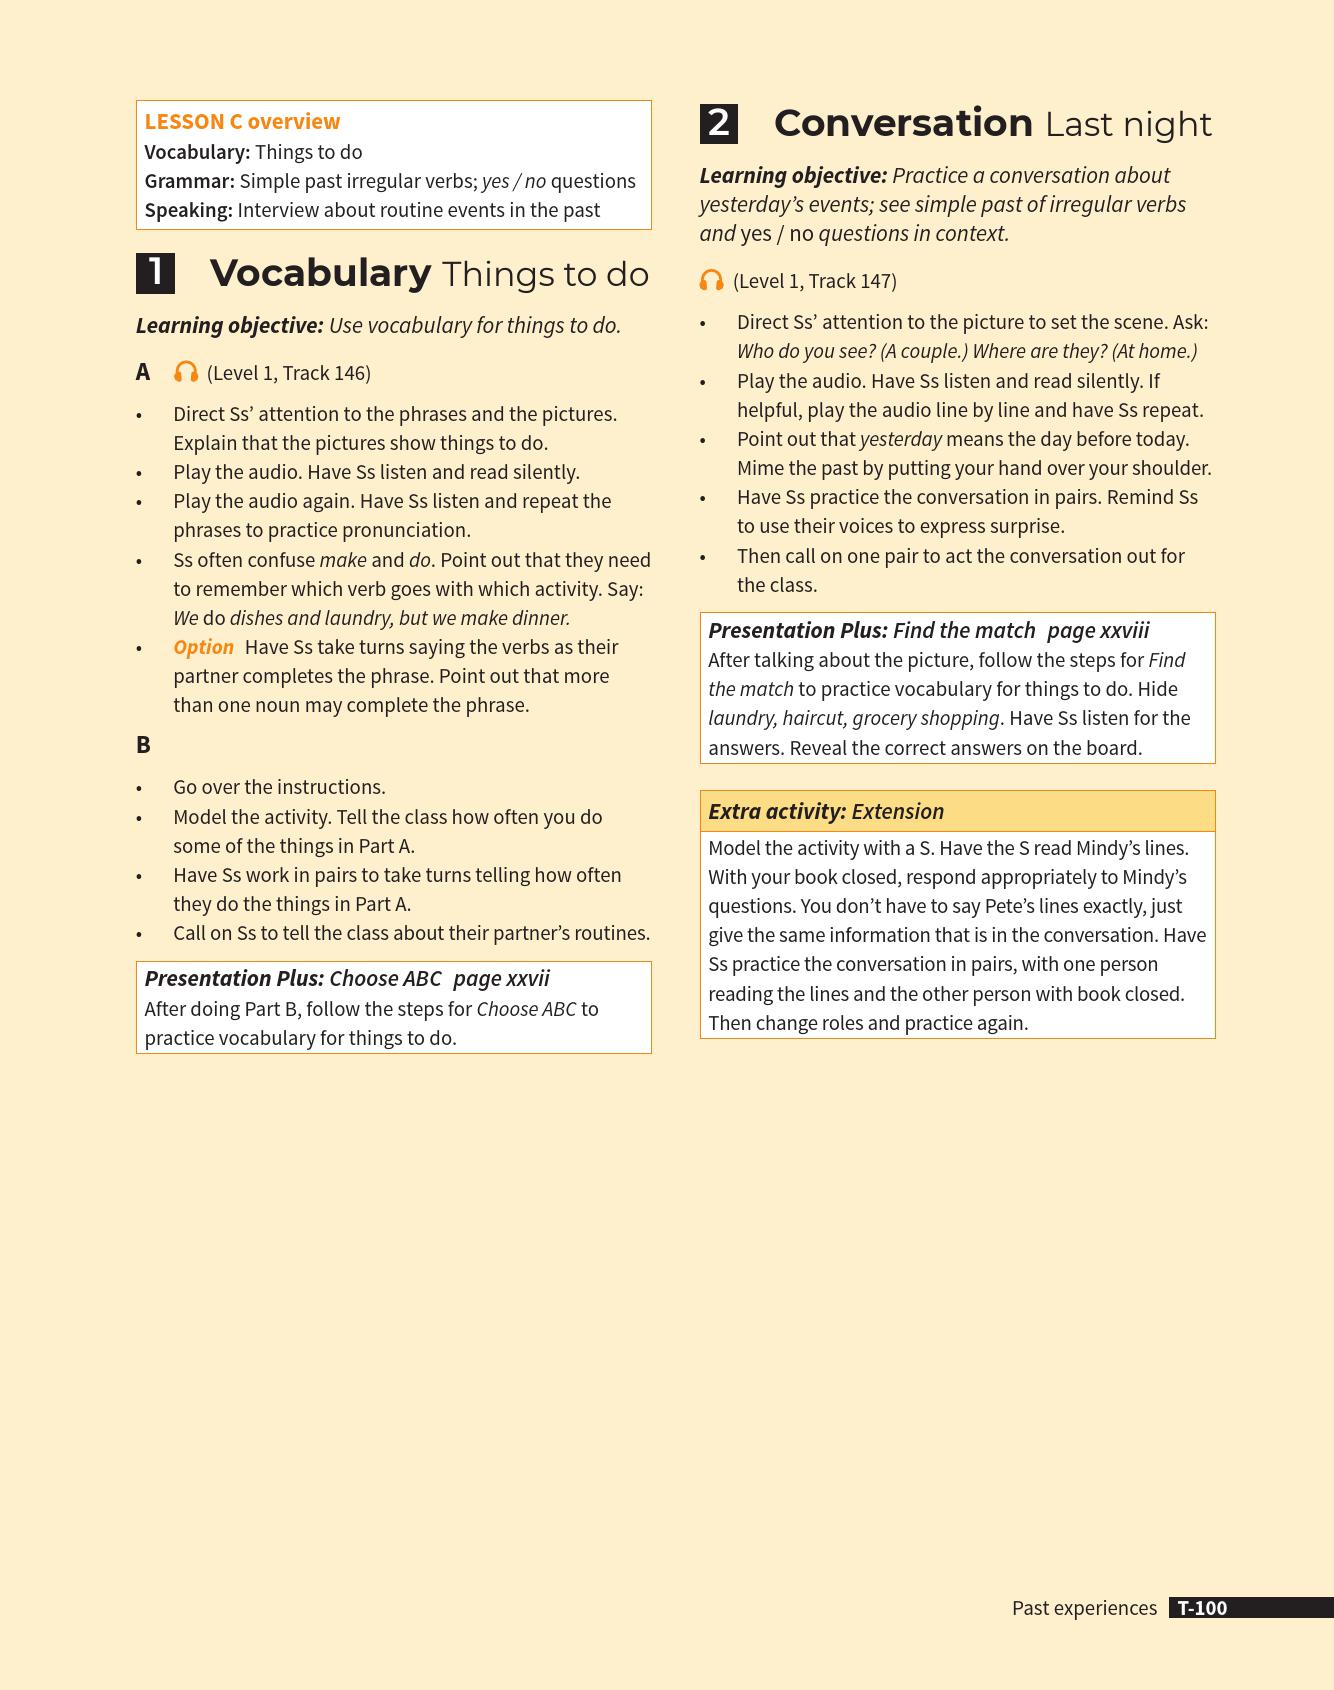 LESSON C overview
Vocabulary: Things to do
Grammar: Simple past irregular verbs; yes / no questions
Speaking: Interview about routine events in the past
1 Vocabulary Things to do
Learning objective: Use vocabulary for things to do.
A (Level 1, Track 146)
• Direct Ss’ attention to the phrases and the pictures.
Explain that the pictures show things to do.
• Play the audio. Have Ss listen and read silently.
• Play the audio again. Have Ss listen and repeat the
phrases to practice pronunciation.
• Ss often confuse make and do. Point out that they need
to remember which verb goes with which activity. Say:
We do dishes and laundry, but we make dinner.
• Option Have Ss take turns saying the verbs as their
partner completes the phrase. Point out that more
than one noun may complete the phrase.
B
• Go over the instructions.
• Model the activity. Tell the class how often you do
some of the things in Part A.
• Have Ss work in pairs to take turns telling how often
they do the things in Part A.
• Call on Ss to tell the class about their partner’s routines.
Presentation Plus: Choose ABC page xxvii
After doing Part B, follow the steps for Choose ABC to
practice vocabulary for things to do.
2 Conversation Last night
Learning objective: Practice a conversation about
yesterday’s events; see simple past of irregular verbs
and yes / no questions in context.
(Level 1, Track 147)
• Direct Ss’ attention to the picture to set the scene. Ask:
Who do you see? (A couple.) Where are they? (At home.)
• Play the audio. Have Ss listen and read silently. If
helpful, play the audio line by line and have Ss repeat.
• Point out that yesterday means the day before today.
Mime the past by putting your hand over your shoulder.
• Have Ss practice the conversation in pairs. Remind Ss
to use their voices to express surprise.
• Then call on one pair to act the conversation out for
the class.
Presentation Plus: Find the match page xxviii
After talking about the picture, follow the steps for Find
the match to practice vocabulary for things to do. Hide
laundry, haircut, grocery shopping. Have Ss listen for the
answers. Reveal the correct answers on the board.
Extra activity: Extension
Model the activity with a S. Have the S read Mindy’s lines.
With your book closed, respond appropriately to Mindy’s
questions. You don’t have to say Pete’s lines exactly, just
give the same information that is in the conversation. Have
Ss practice the conversation in pairs, with one person
reading the lines and the other person with book closed.
Then change roles and practice again.
Past experiences T-100